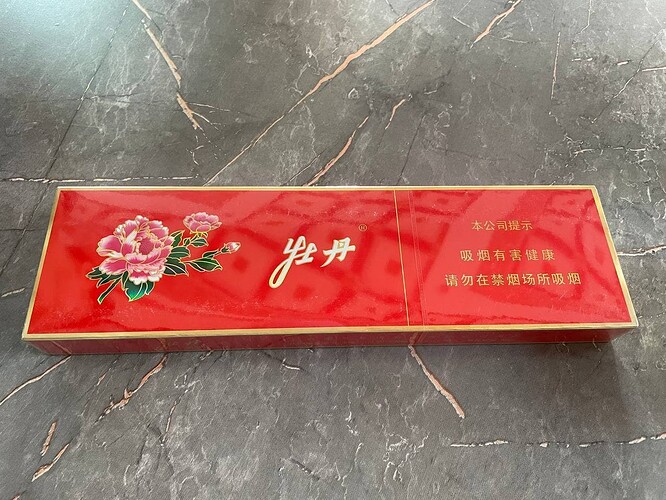 牡丹®
本公司提示
吸烟有害健康
请勿在禁烟场所吸烟